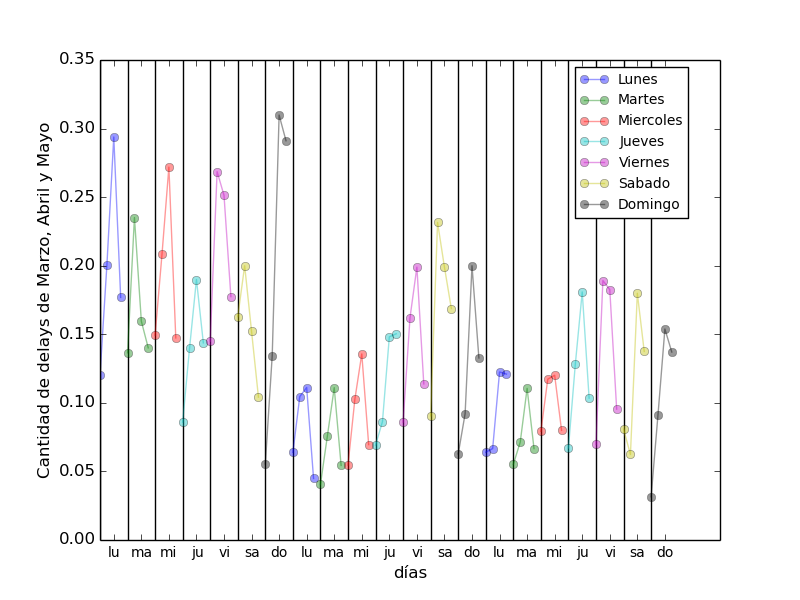 0.35
0.30
0.25
0.20
0.15
0.10
0.05
0.00
Cantidad de delays de Marzo, Abril y Mayo
Lunes
Martes
Miercoles
Jueves
Viernes
Sabado
Domingo
lu ma mi ju vi sa do lu ma mi ju vi sa do lu ma mi ju vi sa do
días